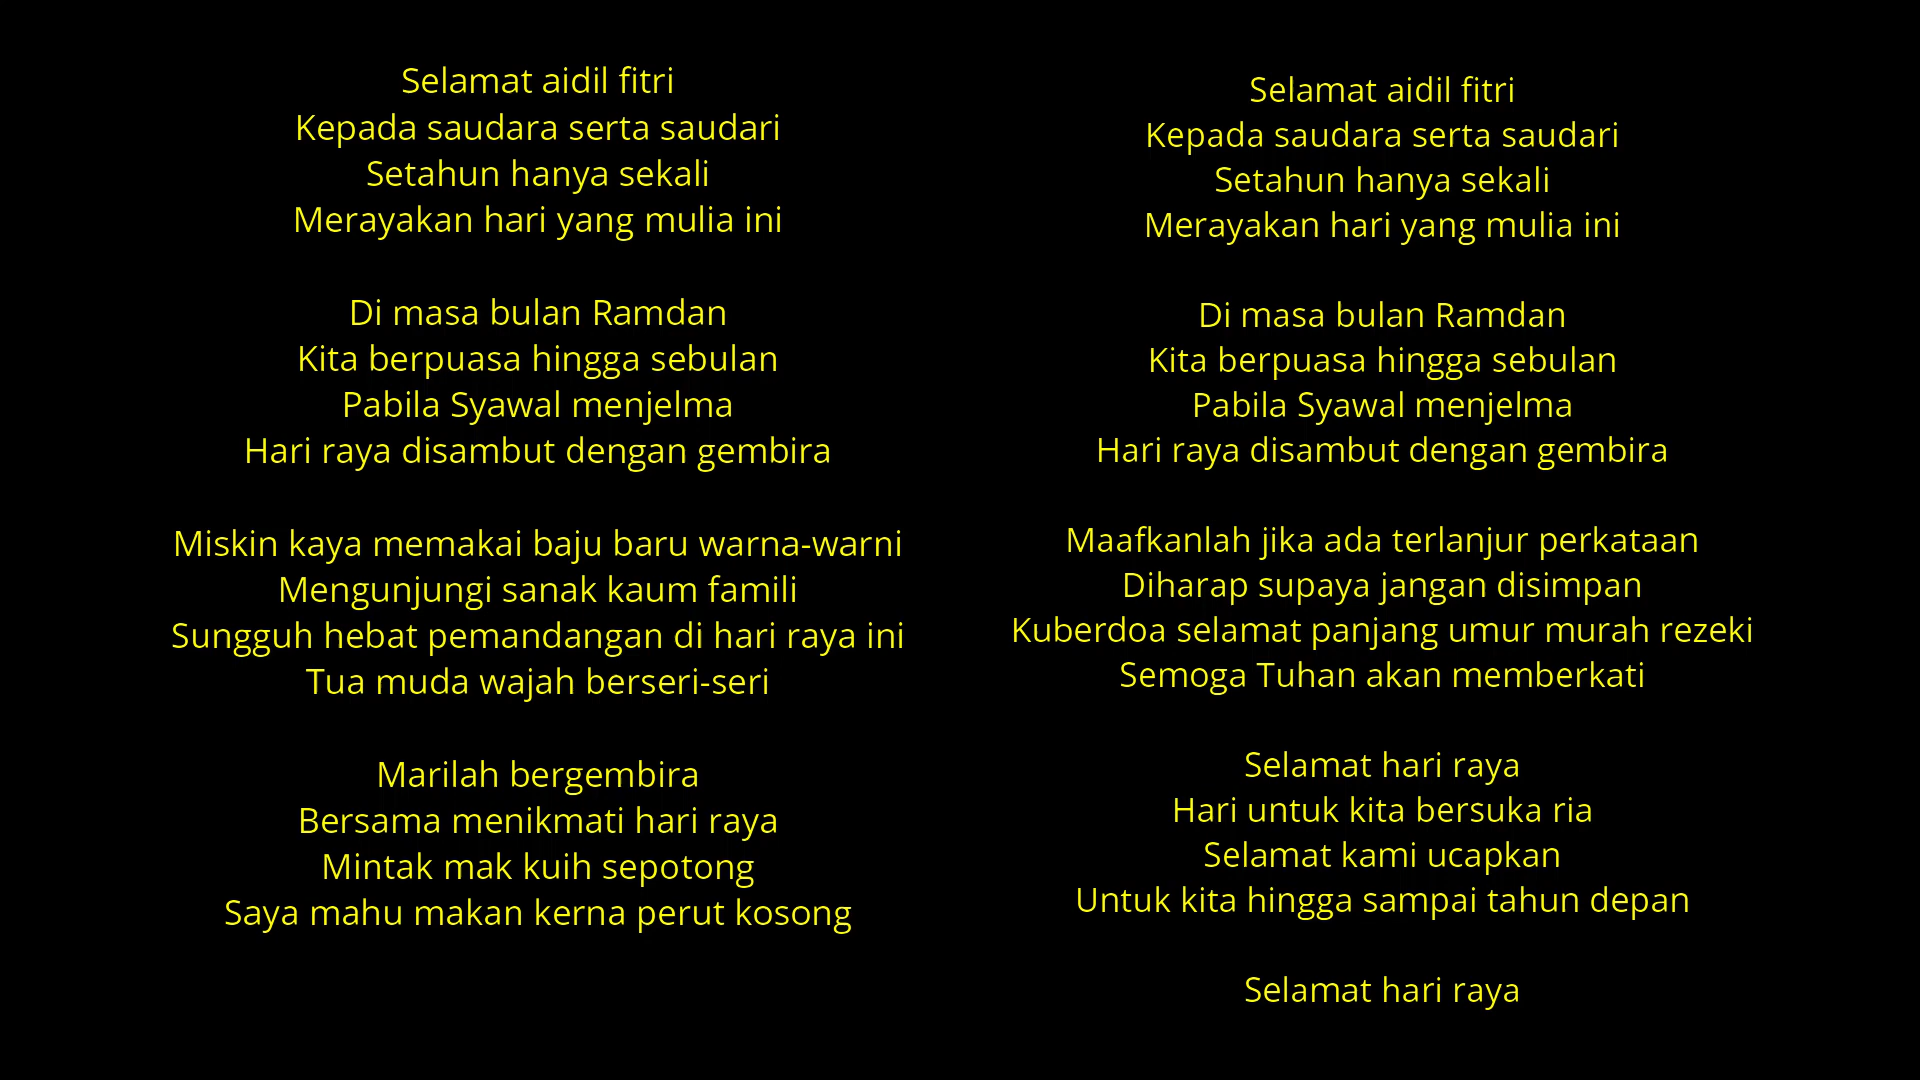 Selamat aidil fitri
Kepada saudara serta saudari
Setahun hanya sekali
Merayakan hari yang mulia ini
Di masa bulan Ramdan
Kita berpuasa hingga sebulan
Pabila Syawal menjelma
Hari raya disambut dengan gembira
Miskin kaya memakai baju baru warna-warni
Mengunjungi sanak kaum famili
Sungguh hebat pemandangan di hari raya ini
Tua muda wajah berseri-seri
Marilah bergembira
Bersama menikmati hari raya
Mintak mak kuih sepotong
Saya mahu makan kerna perut kosong
Selamat aidil fitri
Kepada saudara serta saudari
Setahun hanya sekali
Merayakan hari yang mulia ini
Di masa bulan Ramdan
Kita berpuasa hingga sebulan
Pabila Syawal menjelma
Hari raya disambut dengan gembira
Maafkanlah jika ada terlanjur perkataan
Diharap supaya jangan disimpan
Kuberdoa selamat panjang umur murah rezeki
Semoga Tuhan akan memberkati
Selamat hari raya
Hari untuk kita bersuka ria
Selamat kami ucapkan
Untuk kita hingga sampai tahun depan
Selamat hari raya